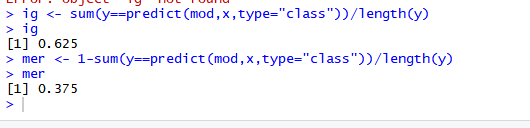 > ig <- sum(y==predict(mod,x,type="class"))/length(y)
> ig
[1] 0.625
> mer <- 1-sum(y==predict(mod,x,type="class"))/length(y)
> mer
[1] 0.375
>